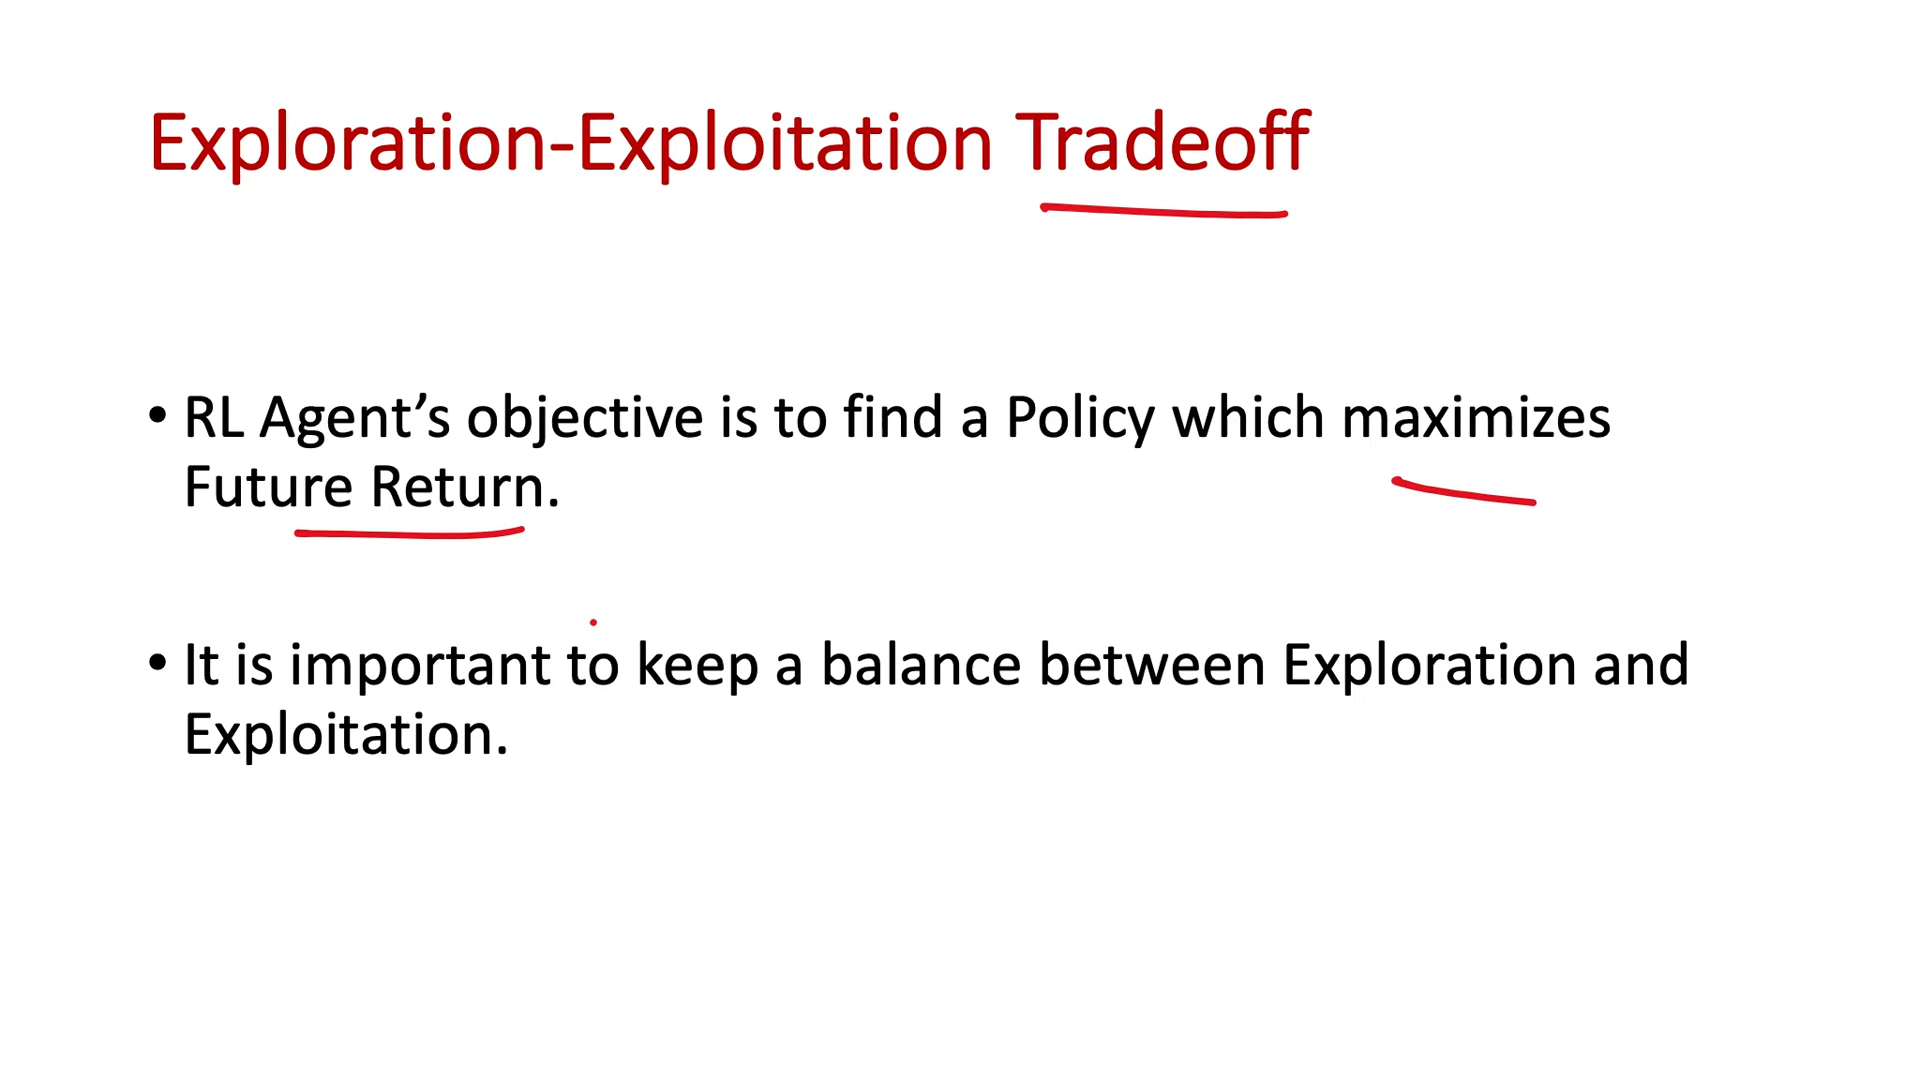 Exploration-Exploitation Tradeoff
• RL Agent’s objective is to find a Policy which maximizes
Future Return.
• It is important to keep a balance between Exploration and
Exploitation.